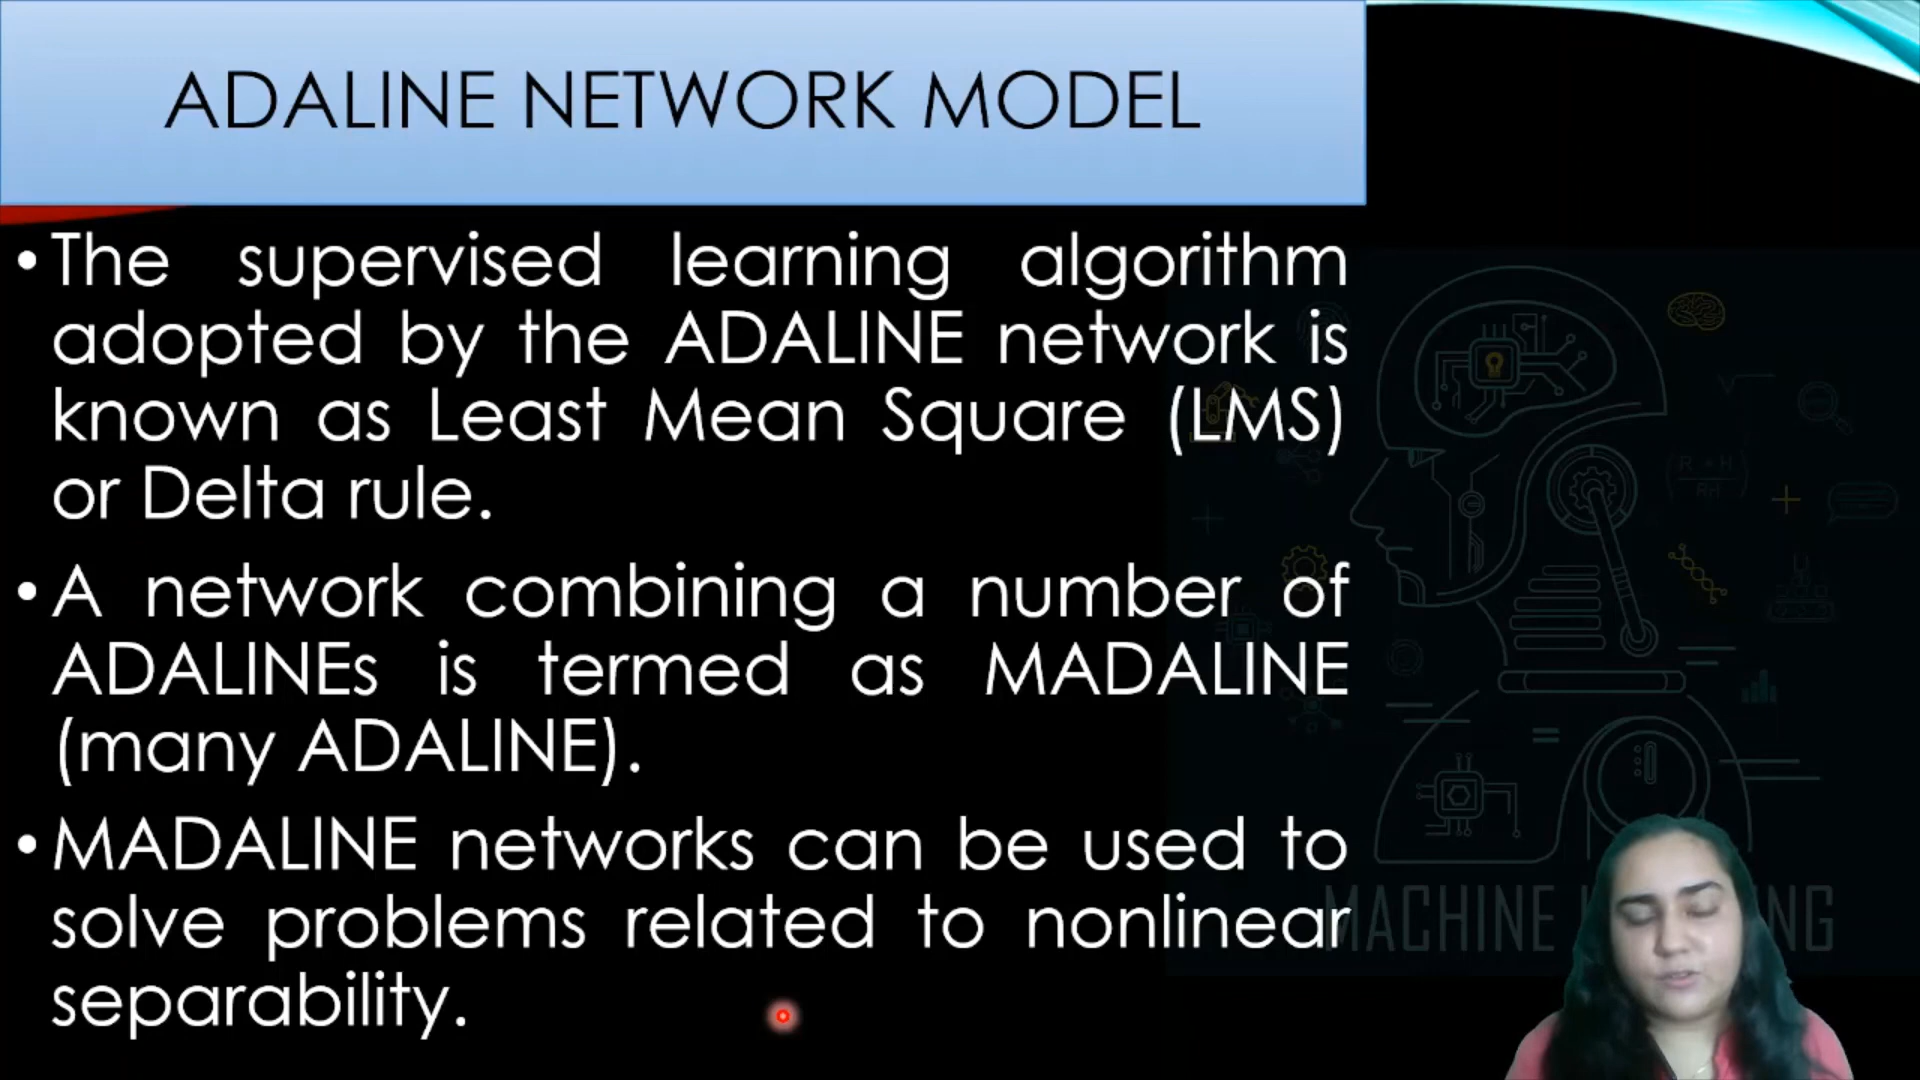 ADALINE NETWORK MODEL
•The supervised learning algorithm
adopted by the ADALINE network is
known as Least Mean Square (LMS)
or Delta rule.
•A network combining a number of
ADALINEs is termed as MADALINE
(many ADALINE).
•MADALINE networks can be used to
solve problems related to nonlinear
separability.
MACHINE